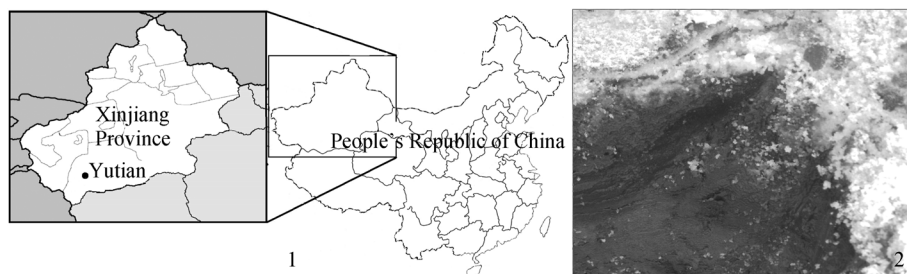 Xinjiang
Province
Yutian
People`s Republic of China
1
2